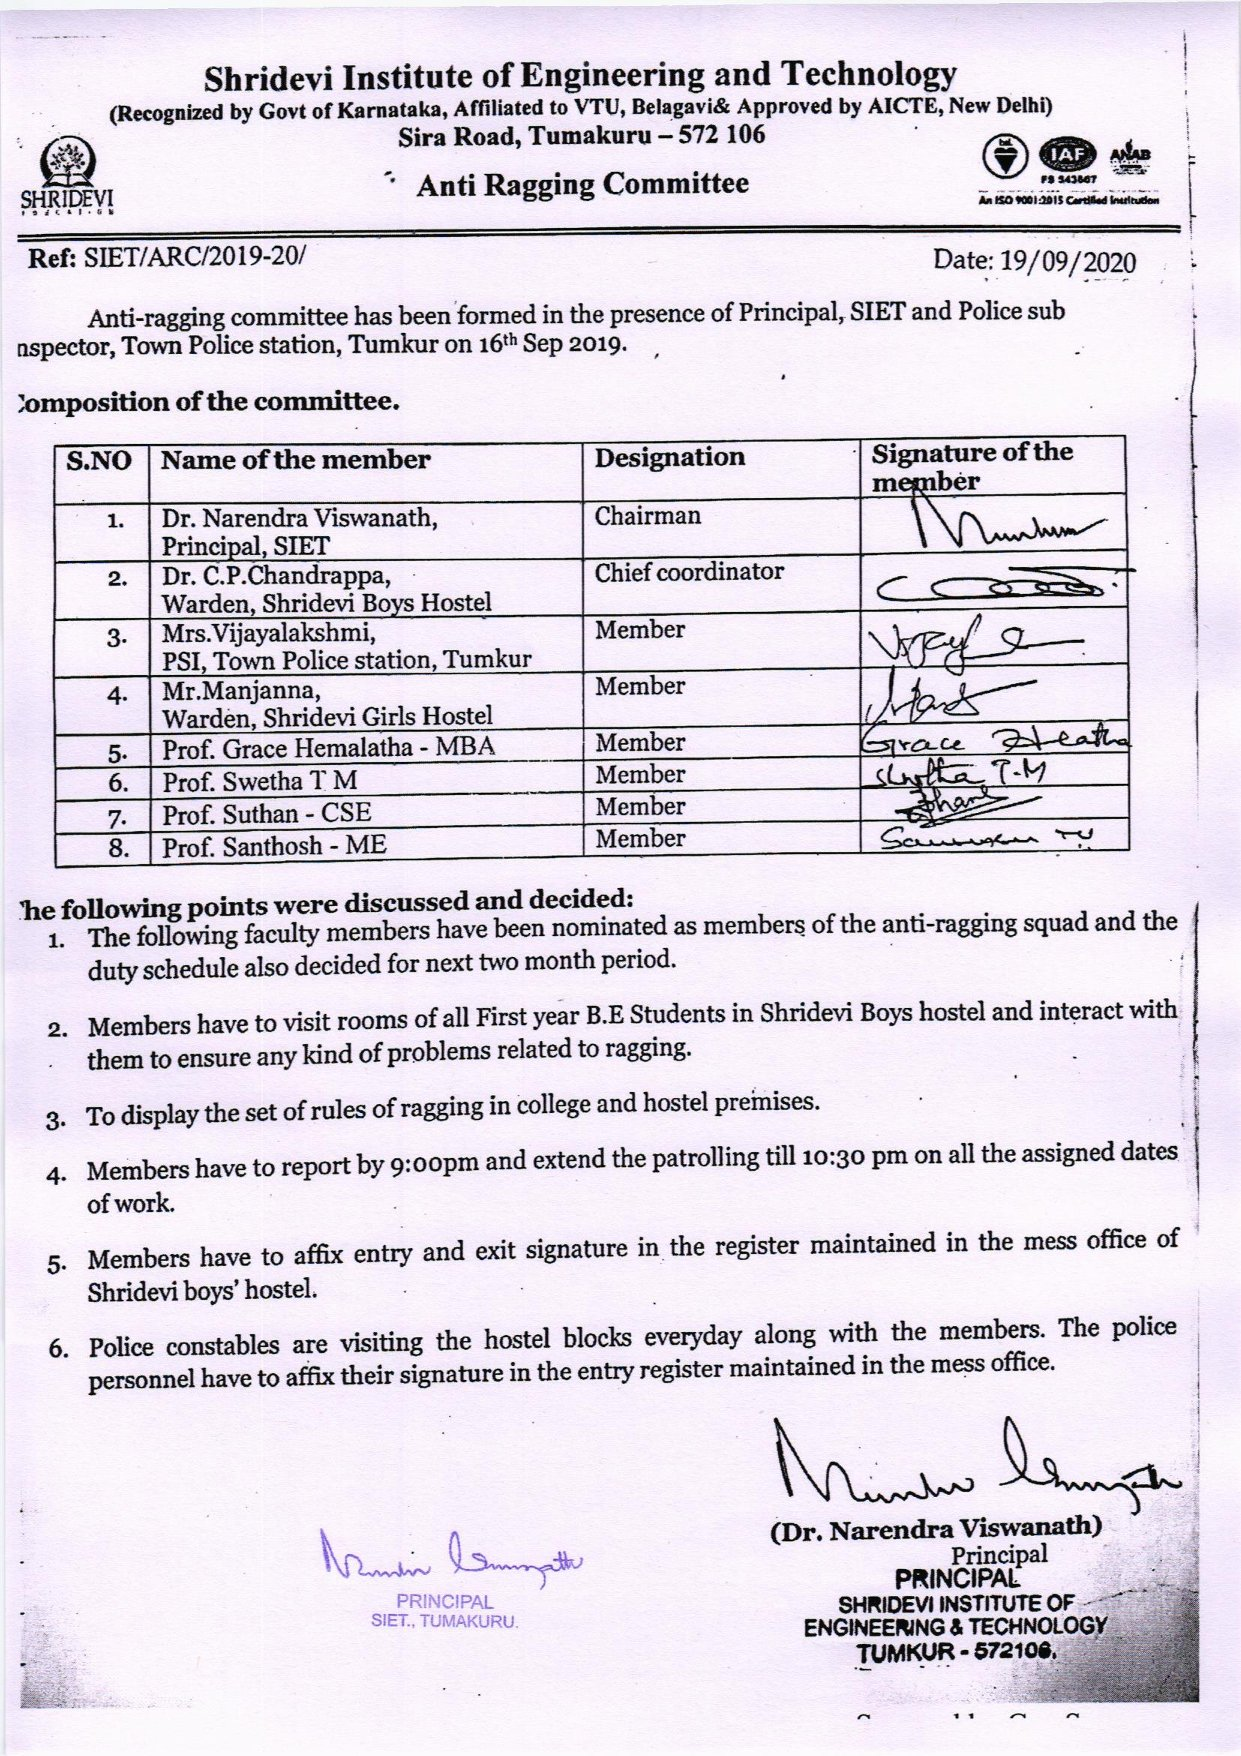 Shridevi Institute of Engineering and Technology
(Recognized by Govt of Karnataka, Affiliated to VTU, Belagavi& Approved by AICTE, New Delhi)
Sira Road, Tumakuru – 572 106
Anti Ragging Committee
SHRIDEVI
EDUCATION
IAF
ANAB
FS 543667
An ISO 9001:2015 Certified Institution
Ref: SIET/ARC/2019-20/ Date: 19/09/2020
Anti-ragging committee has been formed in the presence of Principal, SIET and Police sub
nspector, Town Police station, Tumkur on 16th Sep 2019.
omposition of the committee.
S.NO Name of the member Designation Signature of the
member
1. Dr. Narendra Viswanath, Chairman
Principal, SIET
2. Dr. C.P.Chandrappa, Chief coordinator
Warden, Shridevi Boys Hostel
3. Mrs.Vijayalakshmi, Member
PSI, Town Police station, Tumkur
4. Mr.Manjanna, Member
Warden, Shridevi Girls Hostel
5. Prof. Grace Hemalatha - MBA Member Grace
6. Prof. Swetha T M Member Swetha T.M
7. Prof. Suthan - CSE Member
8. Prof. Santhosh - ME Member
he following points were discussed and decided:
1. The following faculty members have been nominated as members of the anti-ragging squad and the
duty schedule also decided for next two month period.
2. Members have to visit rooms of all First year B.E Students in Shridevi Boys hostel and interact with
them to ensure any kind of problems related to ragging.
3. To display the set of rules of ragging in college and hostel premises.
4. Members have to report by 9:00pm and extend the patrolling till 10:30 pm on all the assigned dates
of work.
5. Members have to affix entry and exit signature in the register maintained in the mess office of
Shridevi boys' hostel.
6. Police constables are visiting the hostel blocks everyday along with the members. The police
personnel have to affix their signature in the entry register maintained in the mess office.
(Dr. Narendra Viswanath)
Principal
PRINCIPAL
SHRIDEVI INSTITUTE OF
ENGINEERING & TECHNOLOGY
TUMKUR - 572106.
PRINCIPAL
SIET., TUMAKURU.